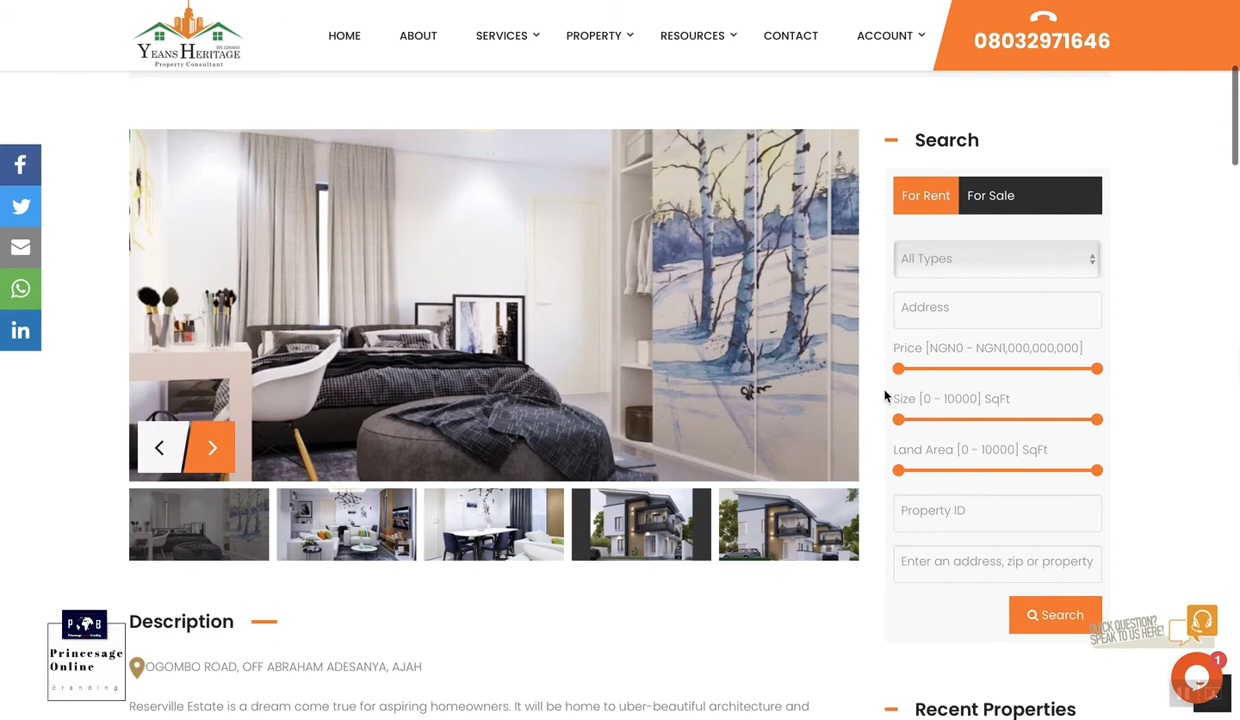 YEANS HERITAGE
Property Consultant
HOME
ABOUT
SERVICES
PROPERTY
RESOURCES
CONTACT
ACCOUNT
08032971646
Search
For Rent
For Sale
All Types
Address
Price [NGN0 - NGN1,000,000,000]
Size [0 - 10000] SqFt
Land Area [0 - 10000] SqFt
Property ID
Enter an address, zip or property
Search
QUICK QUESTION?
SPEAK TO US HERE!
1
P B
Princesage
Online
Branding
Description
OGOMBO ROAD, OFF ABRAHAM ADESANYA, AJAH
Reserville Estate is a dream come true for aspiring homeowners. It will be home to uber-beautiful architecture and
Recent Properties